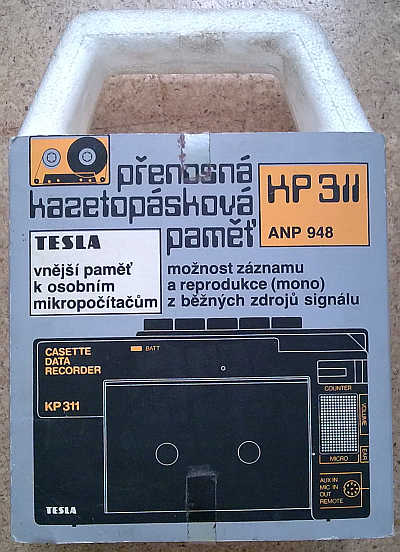 přenosná
kazetopásková
paměť
KP 311
ANP 948
TESLA
vnější paměť
k osobním
mikropočítačům
možnost záznamu
a reprodukce (mono)
z běžných zdrojů signálu
CASETTE
DATA
RECORDER
BATT
KP 311
COUNTER
VOLUME
EAR
MICRO
AUX IN
MIC IN
OUT
REMOTE
TESLA